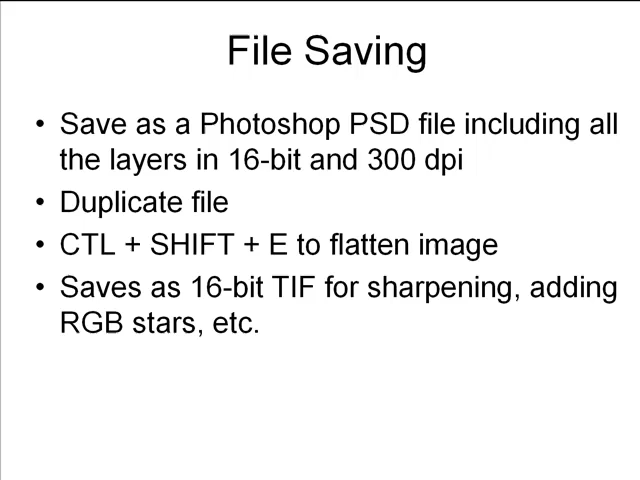 File Saving
• Save as a Photoshop PSD file including all
the layers in 16-bit and 300 dpi
• Duplicate file
• CTL + SHIFT + E to flatten image
• Saves as 16-bit TIF for sharpening, adding
RGB stars, etc.